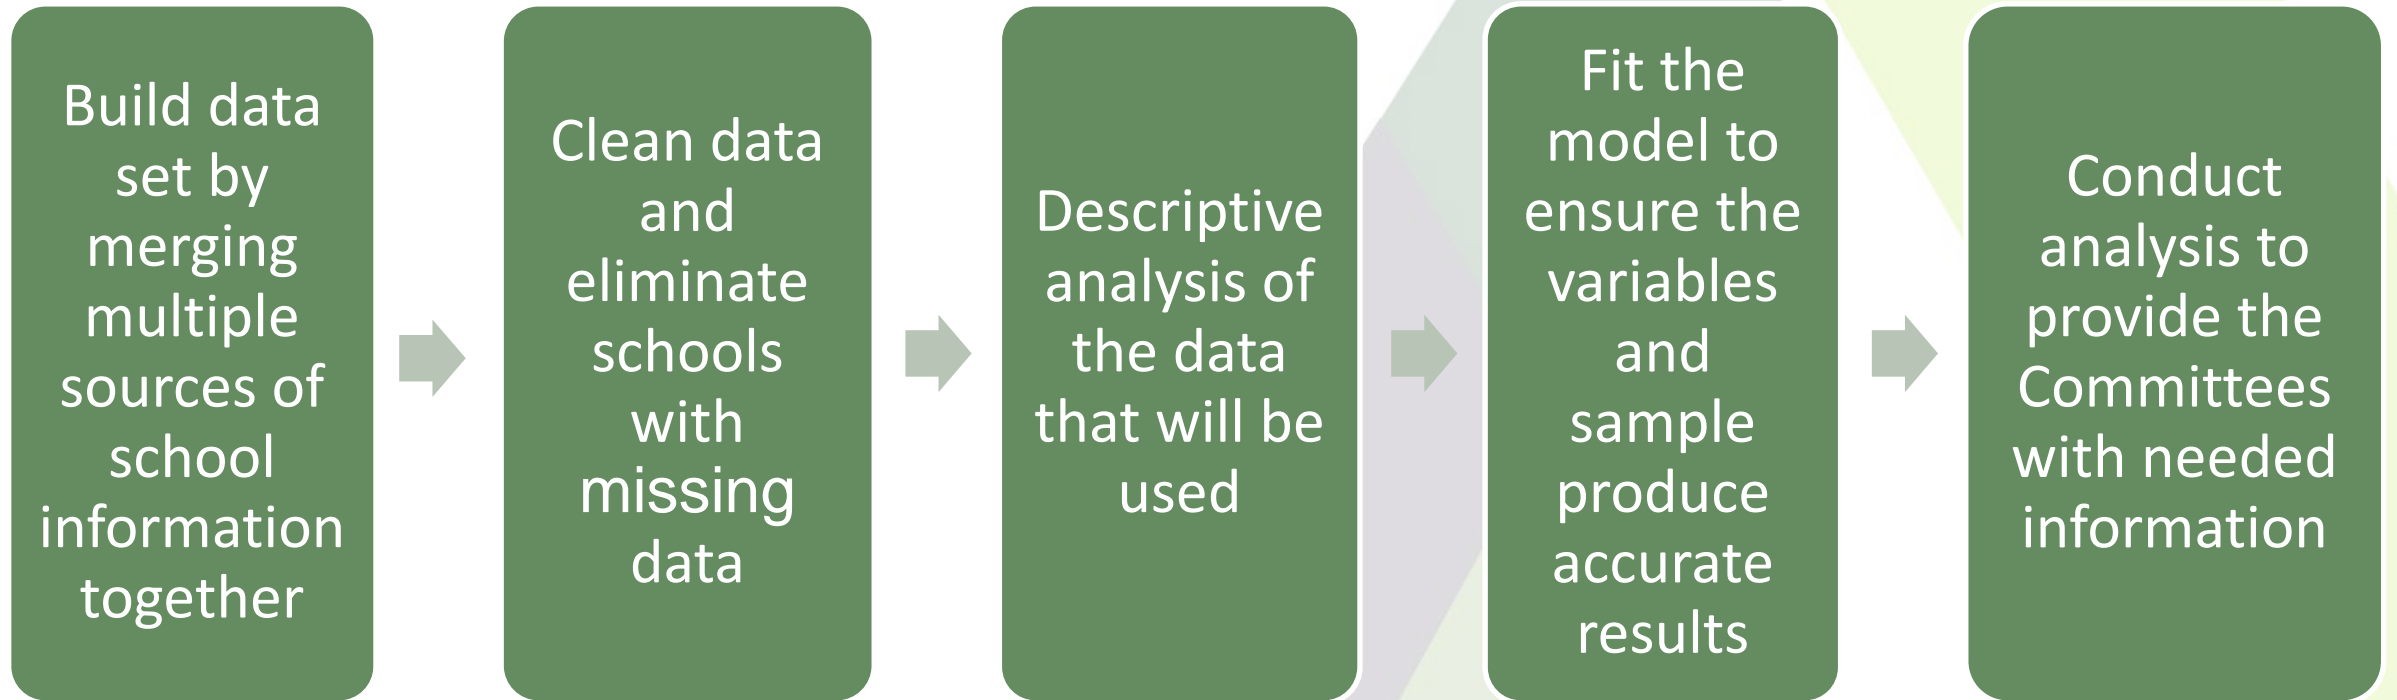 Build data
set by
merging
multiple
sources of
school
information
together
Clean data
and
eliminate
schools
with
missing
data
Descriptive
analysis of
the data
that will be
used
Fit the
model to
ensure the
variables
and
sample
produce
accurate
results
Conduct
analysis to
provide the
Committees
with needed
information